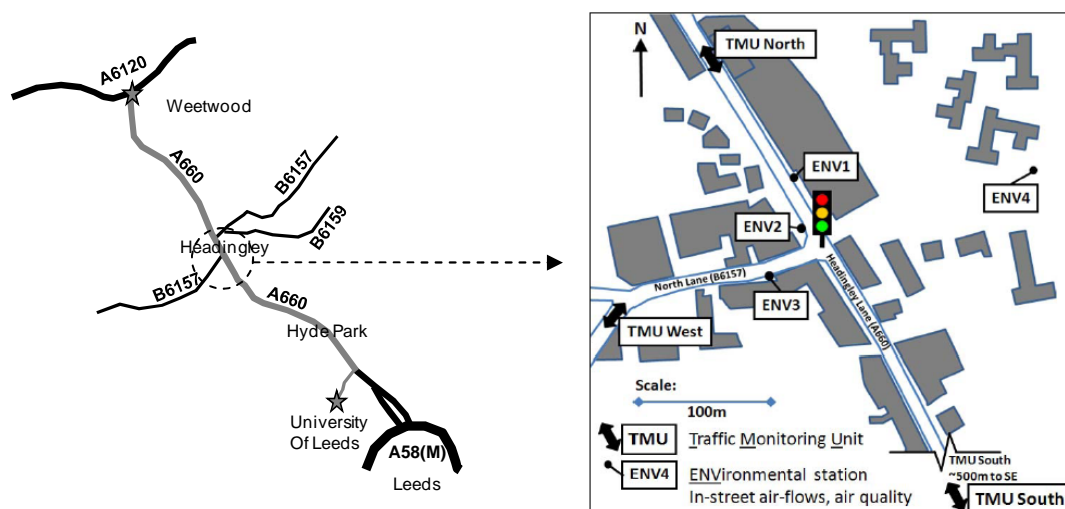 A6120
Weetwood
A660
B6157
B6159
Headingley
B6157
A660
Hyde Park
University
Of Leeds
A58(M)
Leeds
N
TMU North
ENV1
ENV4
ENV2
North Lane (B6157)
ENV3
Headingley Lane (A660)
TMU West
Scale:
100m
TMU
Traffic Monitoring Unit
ENV4
ENVironmental station
In-street air-flows, air quality
TMU South
~500m to SE
TMU South